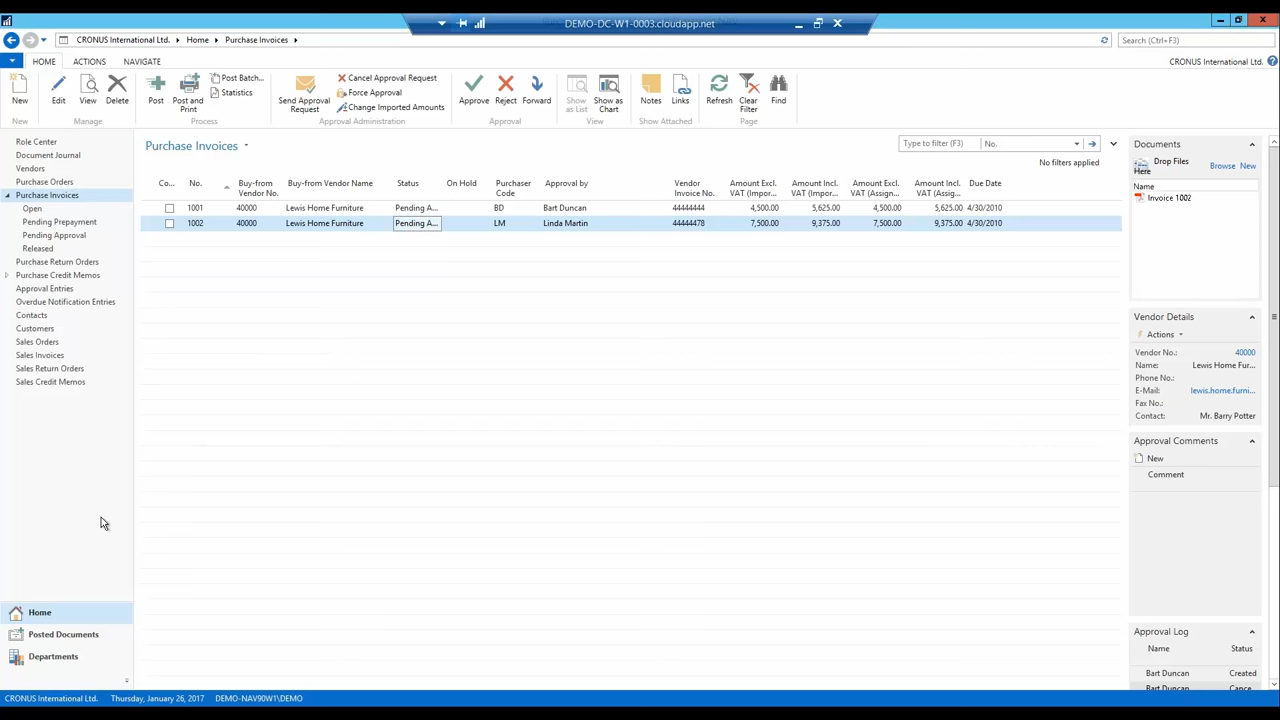 DEMO-DC-W1-0003.cloudapp.net
CRONUS International Ltd. Home Purchase Invoices
Search (Ctrl+F3)
HOME ACTIONS NAVIGATE
CRONUS International Ltd.
New
Edit View Delete
Post Post and Print
Post Batch...
Statistics
Send Approval Request
Cancel Approval Request
Force Approval
Change Imported Amounts
Approve Reject Forward
Show as List Show as Chart
Notes Links
Refresh Clear Filter Find
New Manage Process Approval Administration Approval View Show Attached Page
Role Center
Document Journal
Vendors
Purchase Orders
Purchase Invoices
Open
Pending Prepayment
Pending Approval
Released
Purchase Return Orders
Purchase Credit Memos
Approval Entries
Overdue Notification Entries
Contacts
Customers
Sales Orders
Sales Invoices
Sales Return Orders
Sales Credit Memos
Home
Posted Documents
Departments
Purchase Invoices
Type to filter (F3) No.
No filters applied
Co... No. Buy-from Vendor No. Buy-from Vendor Name Status On Hold Purchaser Code Approval by Vendor Invoice No. Amount Excl. VAT (Impor... Amount Incl. VAT (Impor... Amount Excl. VAT (Assign... Amount Incl. VAT (Assig... Due Date
1001 40000 Lewis Home Furniture Pending A... BD Bart Duncan 44444444 4,500.00 5,625.00 4,500.00 5,625.00 4/30/2010
1002 40000 Lewis Home Furniture Pending A... LM Linda Martin 44444478 7,500.00 9,375.00 7,500.00 9,375.00 4/30/2010
Documents
Drop Files Here Browse New
Name
Invoice 1002
Vendor Details
Actions
Vendor No.: 40000
Name: Lewis Home Fur...
Phone No.:
E-Mail: lewis.home.furni...
Fax No.:
Contact: Mr. Barry Potter
Approval Comments
New
Comment
Approval Log
Name Status
Bart Duncan Created
Bart Duncan Cance
CRONUS International Ltd. Thursday, January 26, 2017 DEMO-NAV90W1\DEMO